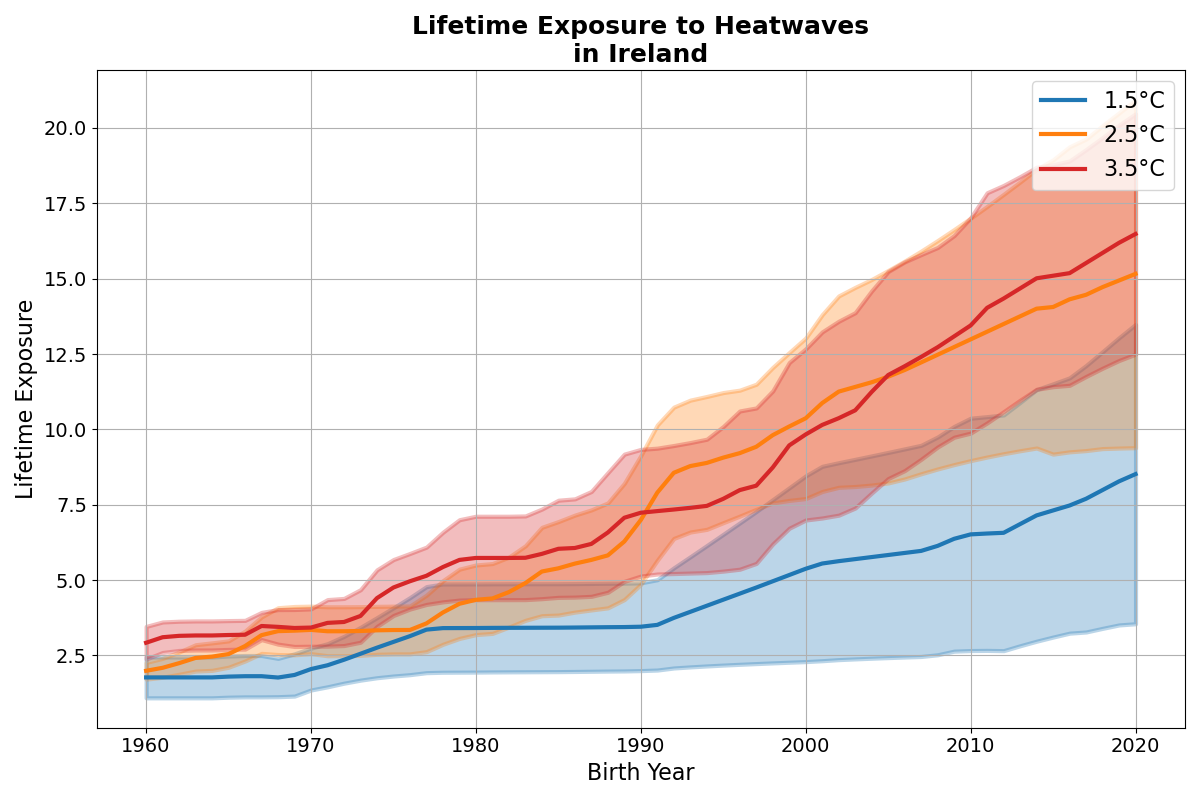 Lifetime Exposure to Heatwaves
in Ireland
1.5°C
2.5°C
3.5°C
Lifetime Exposure
20.0
17.5
15.0
12.5
10.0
7.5
5.0
2.5
1960 1970 1980 1990 2000 2010 2020
Birth Year